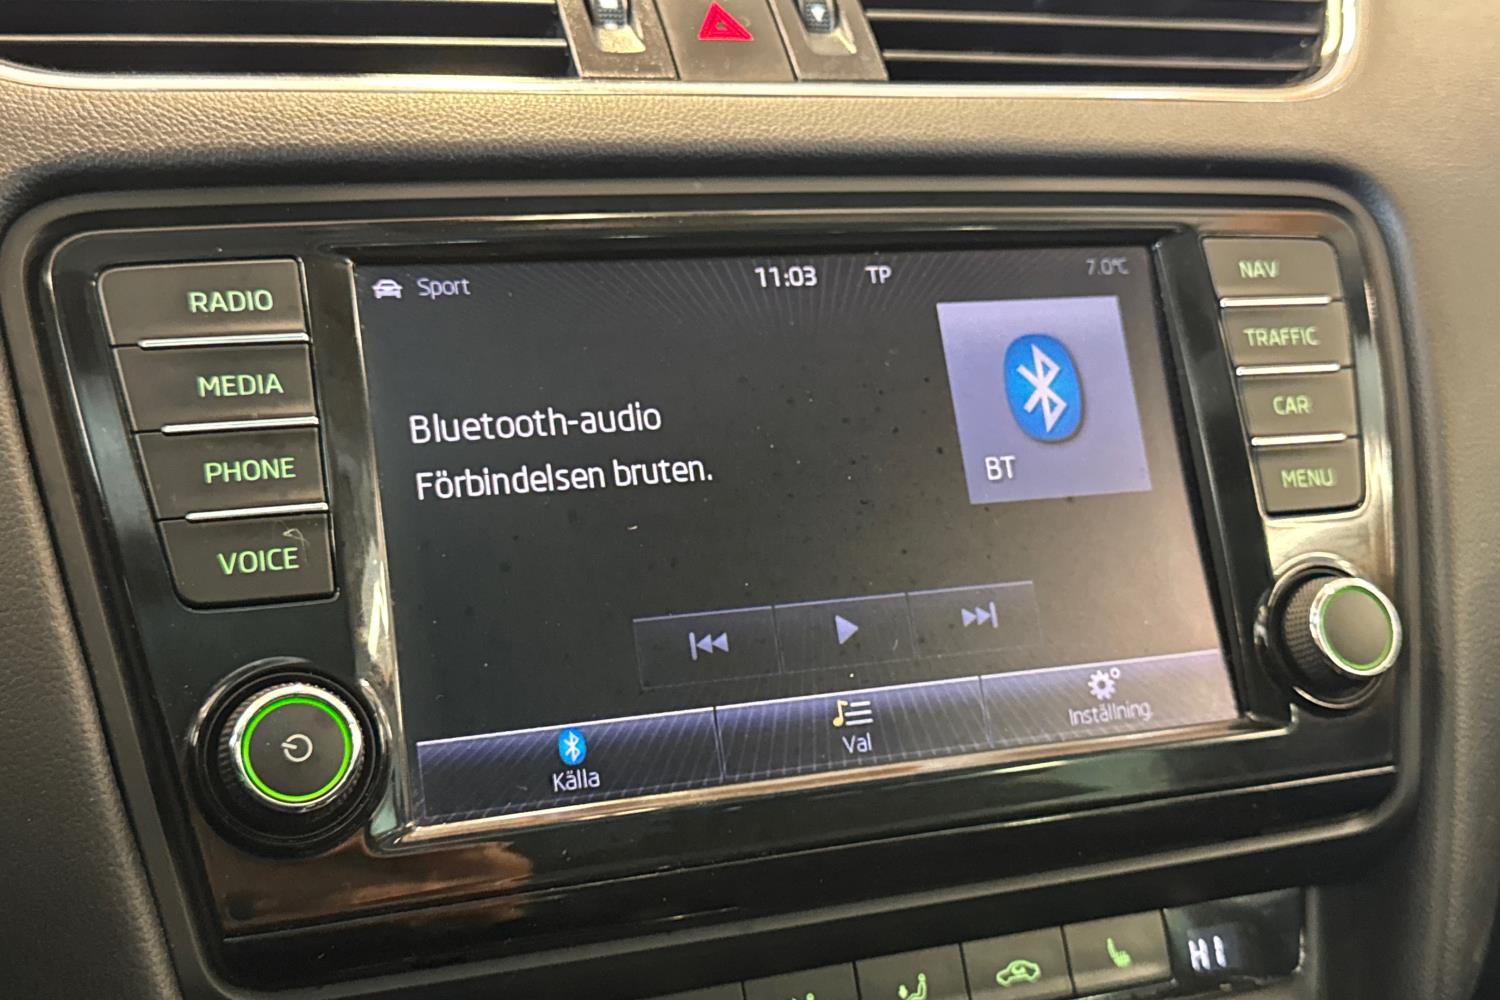 Sport 11:03 TP 7.0°C
RADIO
MEDIA
PHONE
VOICE
Bluetooth-audio
Förbindelsen bruten.
BT
Källa
Val
Inställning
NAV
TRAFFIC
CAR
MENU
HI